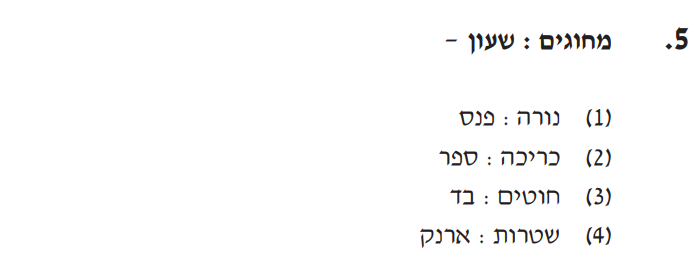 5. מחוגים : שעון –
(1) נורה : פנס
(2) כריכה : ספר
(3) חוטים : בד
(4) שטרות : ארנק